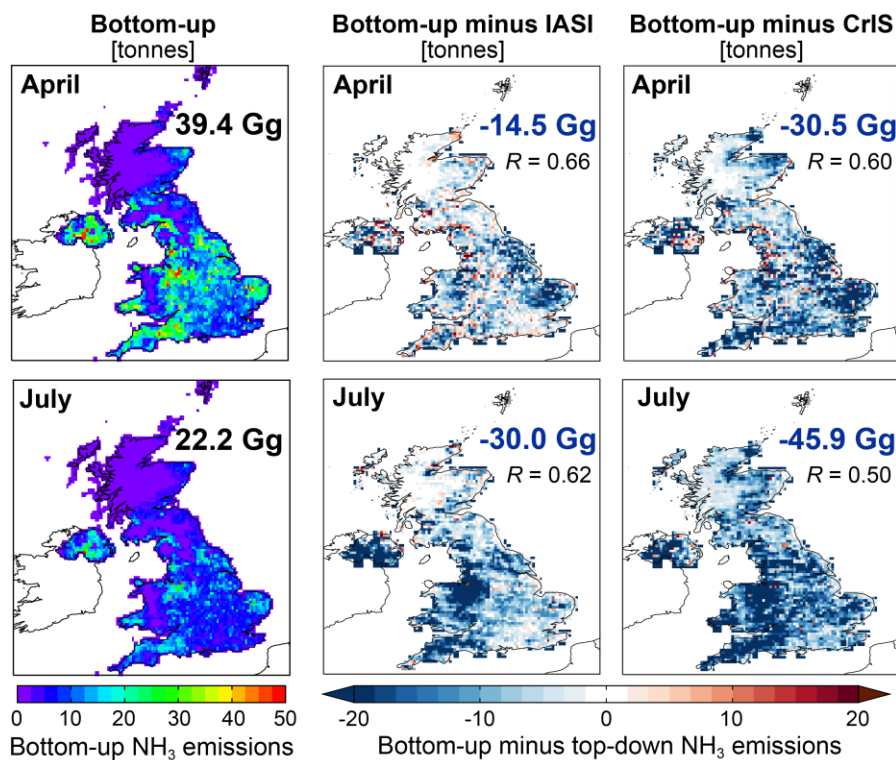 Bottom-up
[tonnes]
Bottom-up minus IASI
[tonnes]
Bottom-up minus CrIS
[tonnes]
April
39.4 Gg
-14.5 Gg
R = 0.66
-30.5 Gg
R = 0.60
July
22.2 Gg
July
-30.0 Gg
R = 0.62
July
-45.9 Gg
R = 0.50
0 10 20 30 40 50
Bottom-up NH₃ emissions
-20 -10 0 10 20
Bottom-up minus top-down NH₃ emissions